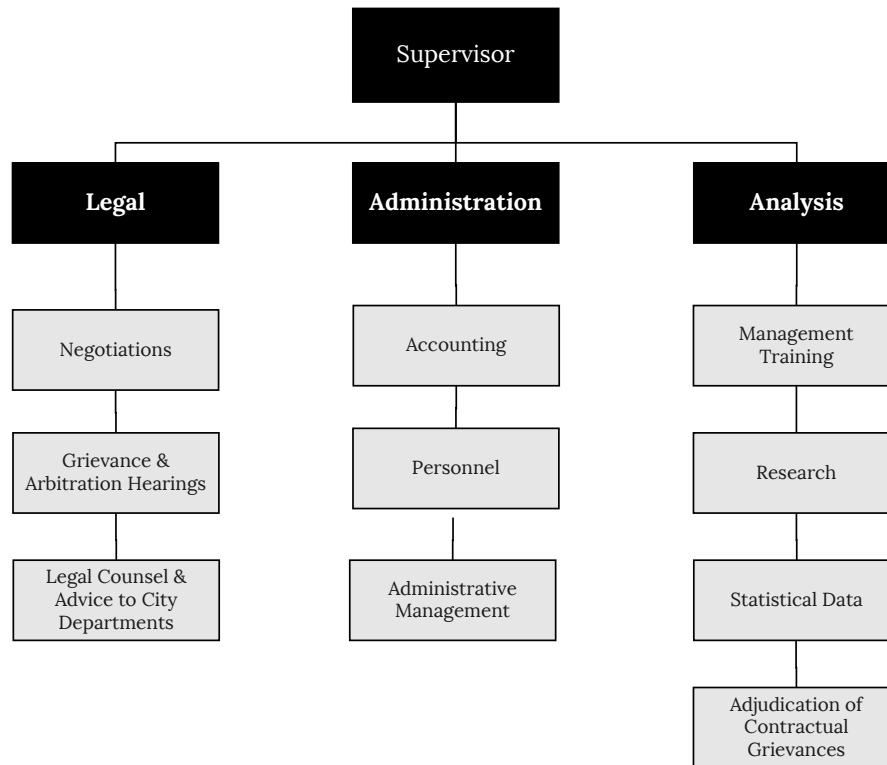 Supervisor
Legal
Administration
Analysis
Negotiations
Accounting
Management
Training
Grievance &
Arbitration Hearings
Personnel
Research
Legal Counsel &
Advice to City
Departments
Administrative
Management
Statistical Data
Adjudication of
Contractual
Grievances